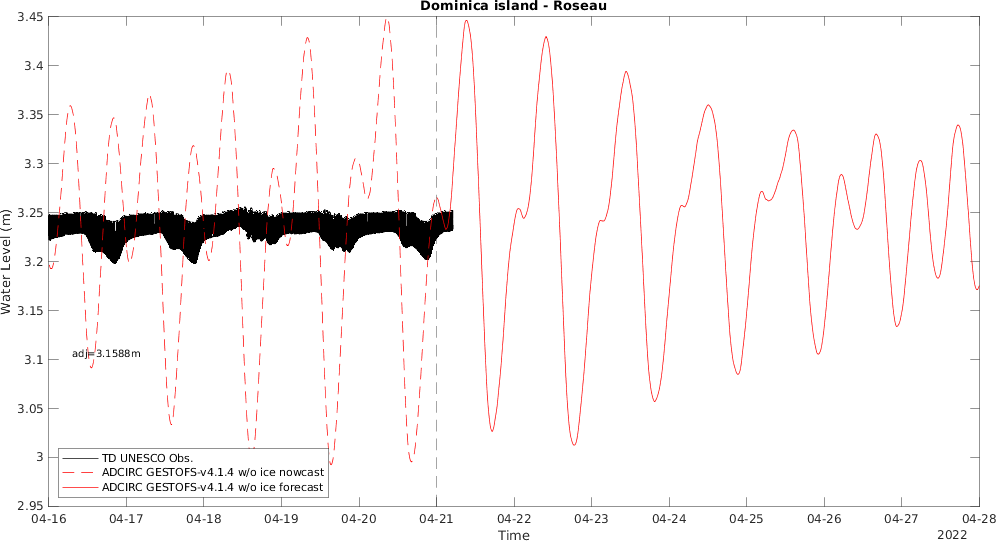 Dominica island - Roseau
3.45
3.4
3.35
3.3
3.25
3.2
3.15
3.1
3.05
3
2.95
Water Level (m)
adj=3.1588m
TD UNESCO Obs.
ADCIRC GESTOFS-v4.1.4 w/o ice nowcast
ADCIRC GESTOFS-v4.1.4 w/o ice forecast
04-16 04-17 04-18 04-19 04-20 04-21 04-22 04-23 04-24 04-25 04-26 04-27 04-28
Time
2022